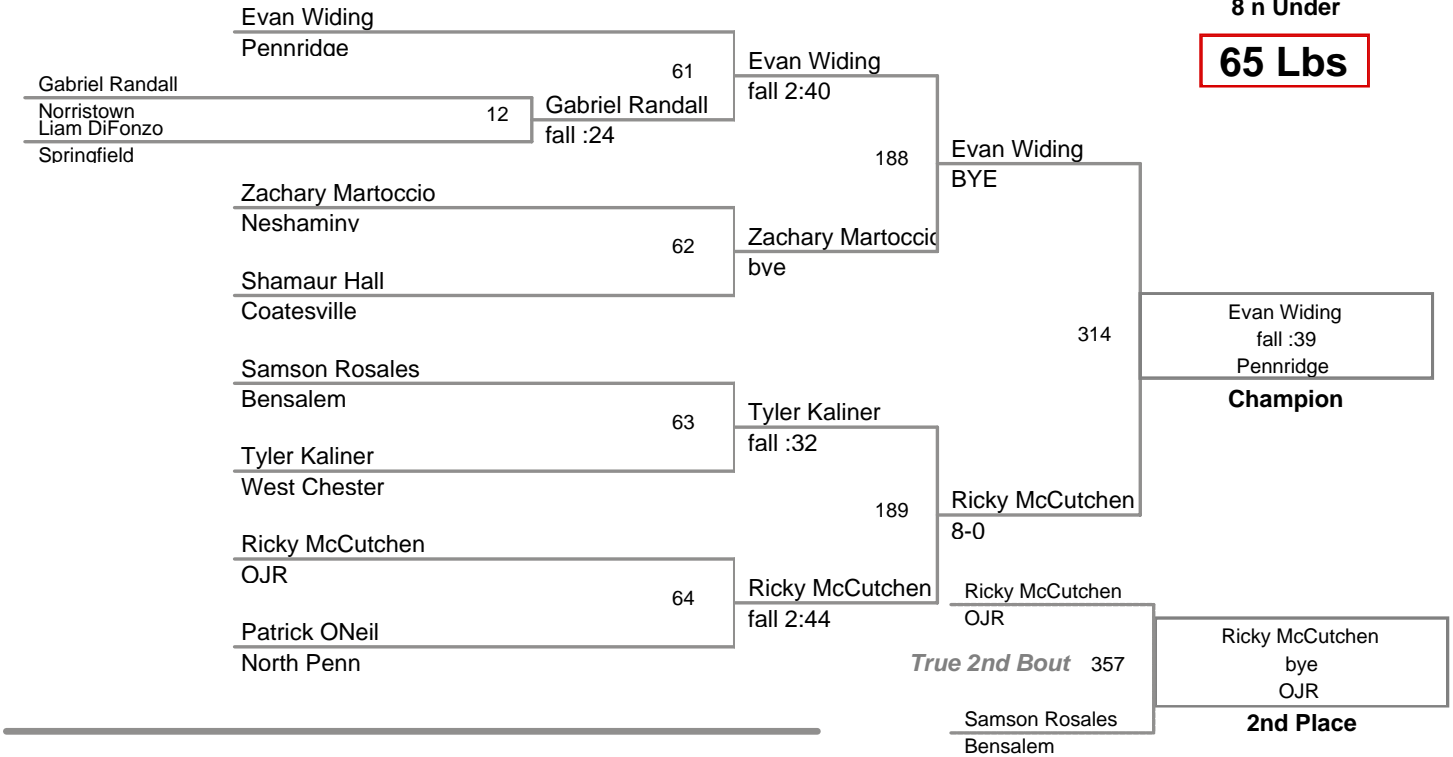 8 n Under
65 Lbs
Evan Widing
Pennridge
Gabriel Randall
Norristown
Liam DiFonzo
Springfield
12
Gabriel Randall
fall :24
61
Evan Widing
fall 2:40
Zachary Martoccio
Neshaminy
62
Shamaur Hall
Coatesville
Zachary Martoccio
bye
188
Evan Widing
BYE
Samson Rosales
Bensalem
63
Tyler Kaliner
West Chester
Tyler Kaliner
fall :32
Ricky McCutchen
OJR
64
Patrick ONeil
North Penn
Ricky McCutchen
fall 2:44
189
Ricky McCutchen
8-0
314
Evan Widing
fall :39
Pennridge
Champion
Ricky McCutchen
OJR
True 2nd Bout 357
Samson Rosales
Bensalem
Ricky McCutchen
bye
OJR
2nd Place